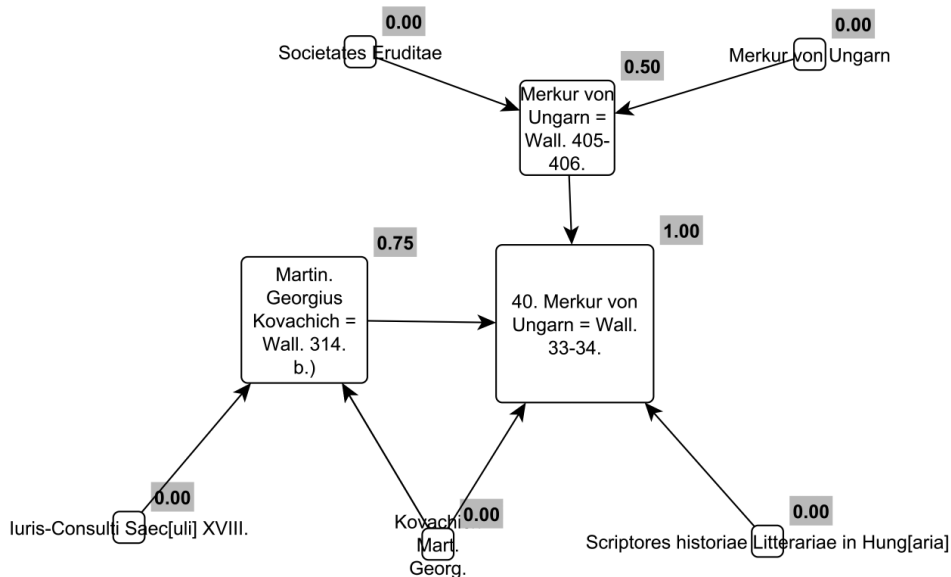 0.00
Societates Eruditae
0.00
Merkur von Ungarn
0.50
Merkur von
Ungarn =
Wall. 405-
406.
1.00
40. Merkur von
Ungarn = Wall.
33-34.
0.75
Martin.
Georgius
Kovachich =
Wall. 314.
b.)
0.00
Iuris-Consulti Saec[uli] XVIII.
0.00
Mart.
Georg.
0.00
Scriptores historiae Litterariae in Hung[aria]